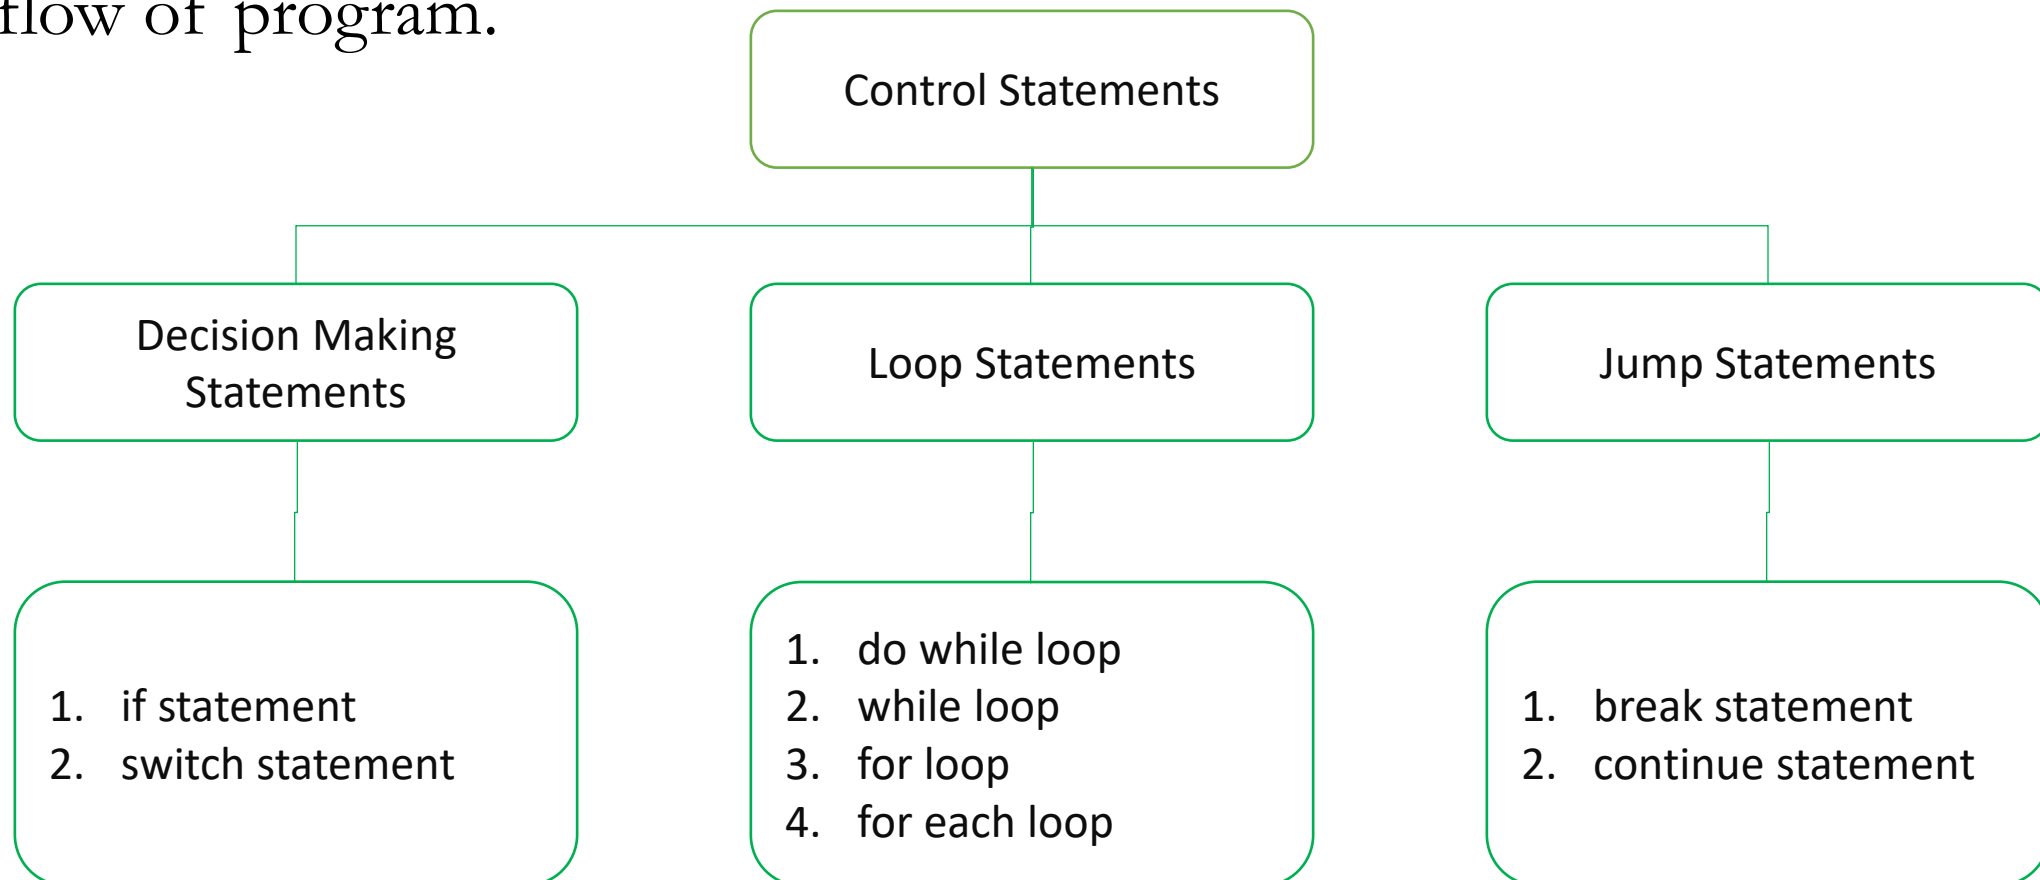 flow of program.
Control Statements
Decision Making
Statements
Loop Statements
Jump Statements
1. if statement
2. switch statement
1. do while loop
2. while loop
3. for loop
4. for each loop
1. break statement
2. continue statement